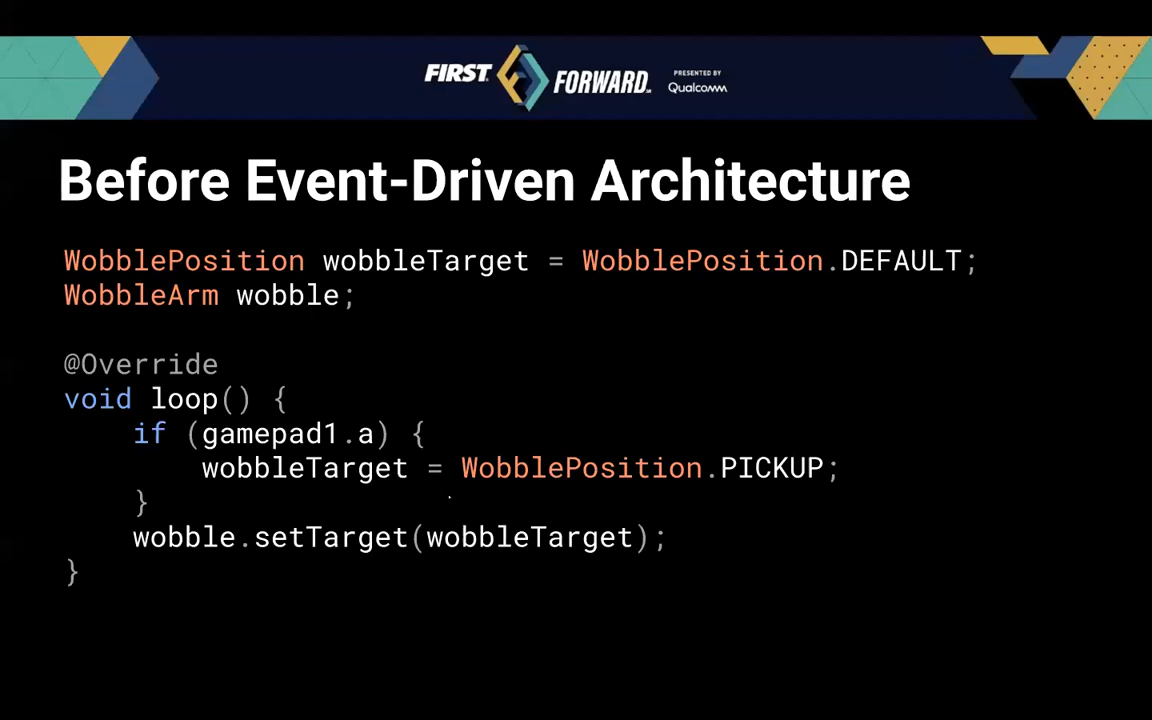 FIRST FORWARD PRESENTED BY Qualcomm
Before Event-Driven Architecture
WobblePosition wobbleTarget = WobblePosition.DEFAULT;
WobbleArm wobble;
@Override
void loop() {
    if (gamepad1.a) {
        wobbleTarget = WobblePosition.PICKUP;
    }
    wobble.setTarget(wobbleTarget);
}